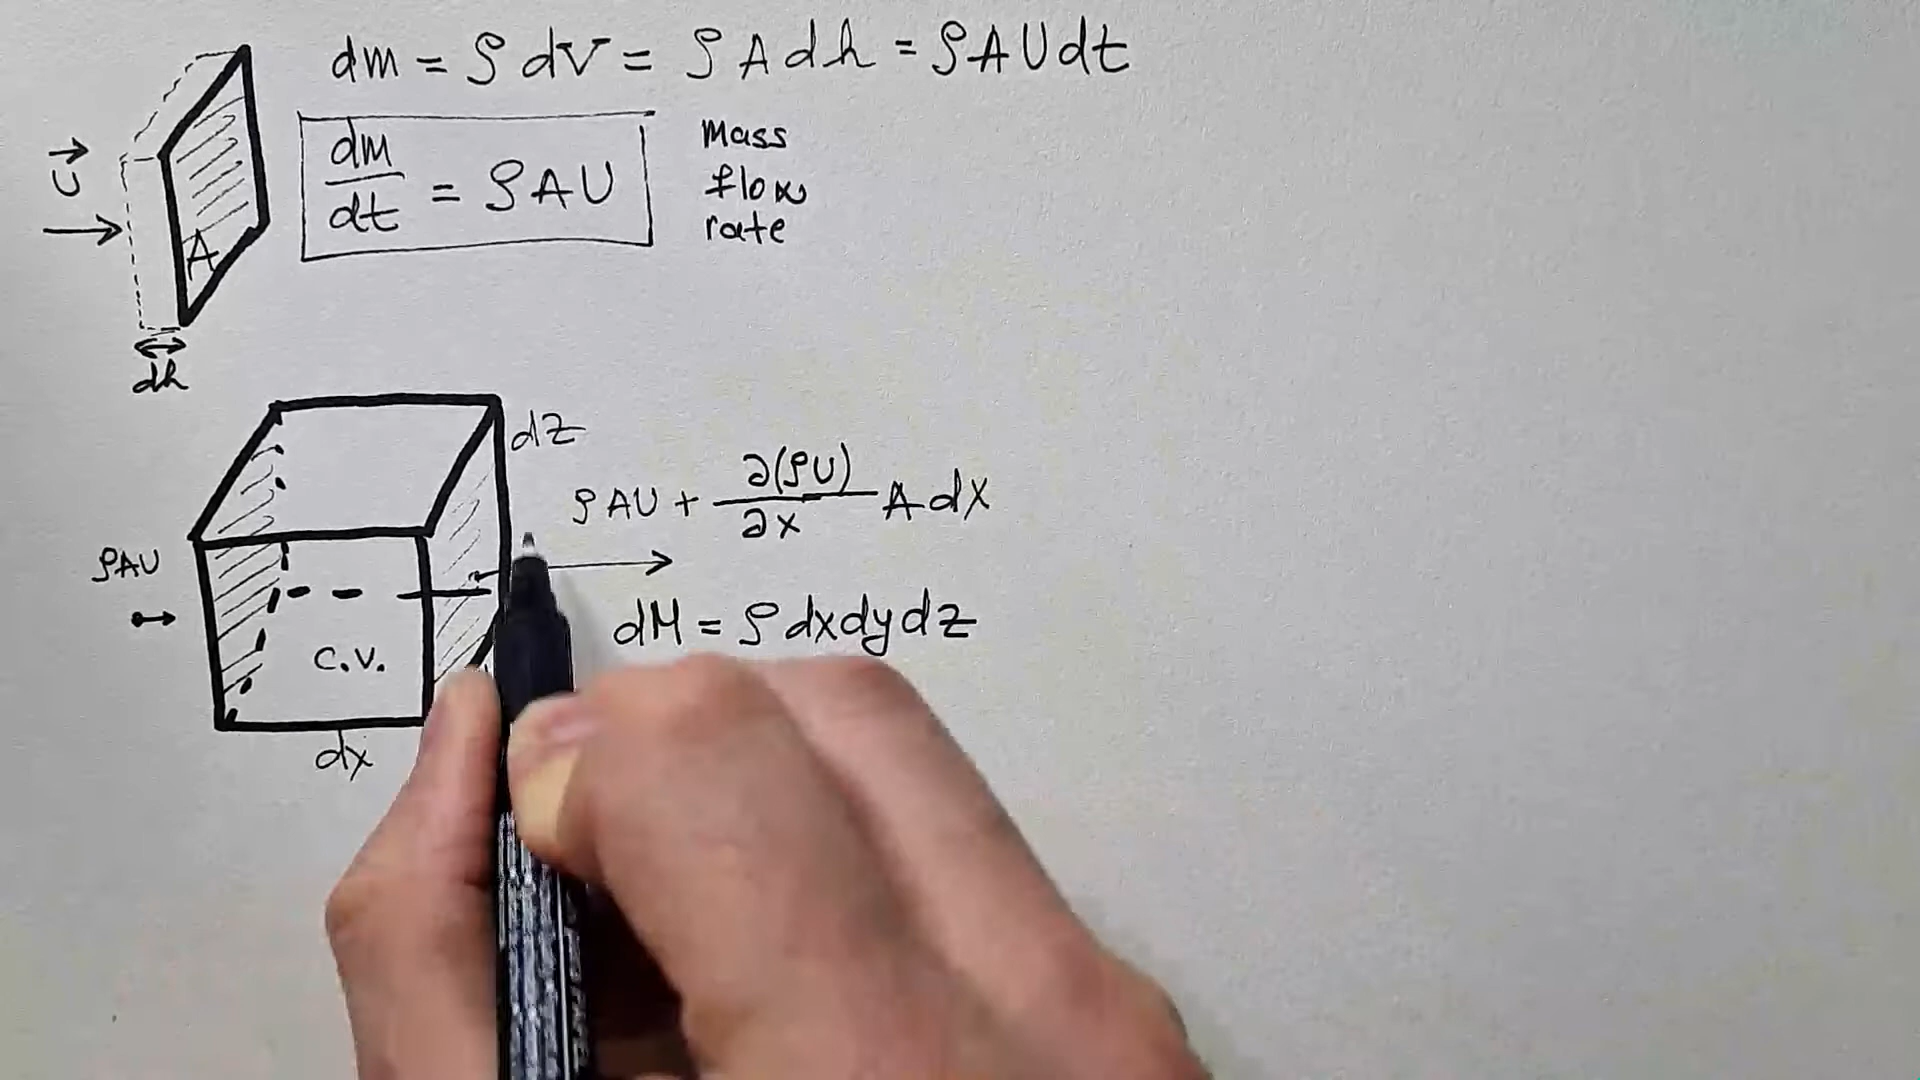 dm = ρ dV = ρ A dh = ρ A U dt
dm/dt = ρ A U
mass
flow
rate
U
A
dh
dz
ρAU + ∂(ρU)/∂x A dx
ρAU
dM = ρ dx dy dz
c.v.
dx